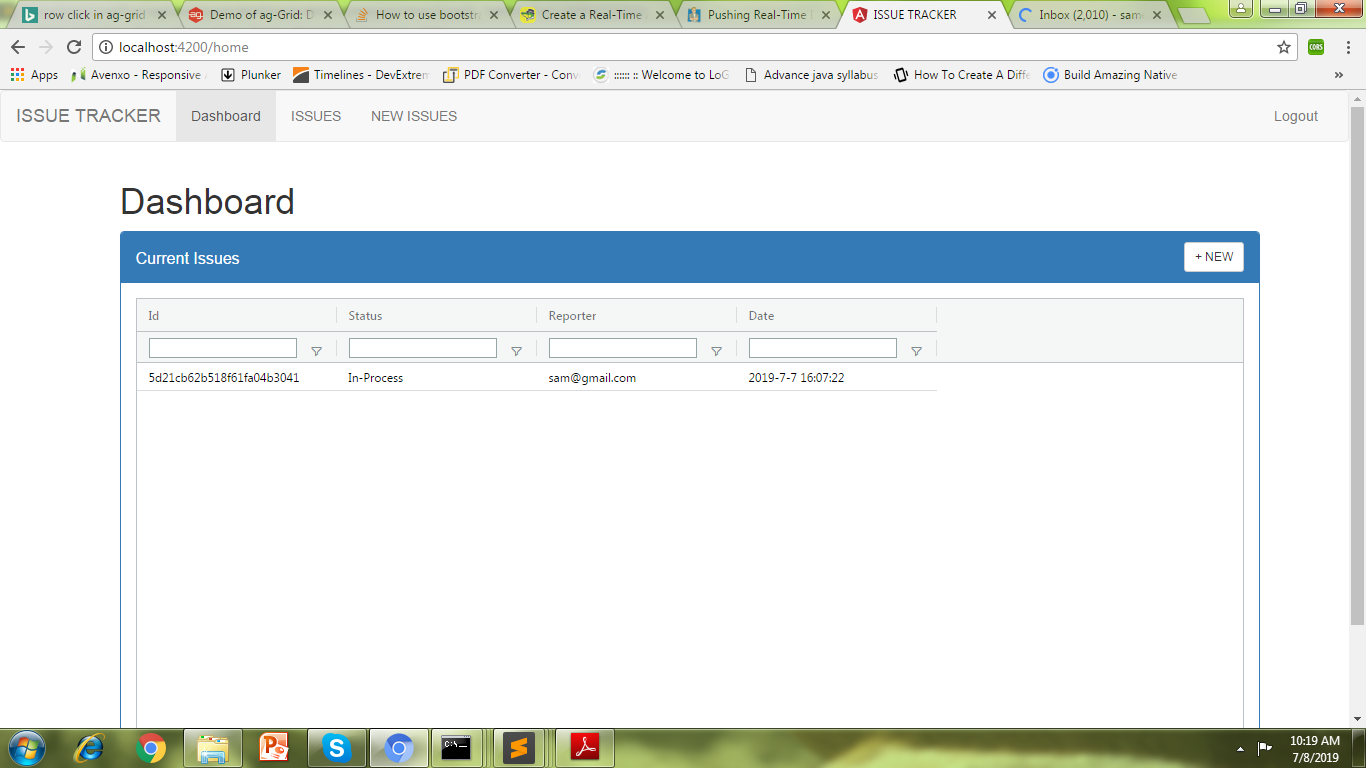 row click in ag-grid
Demo of ag-Grid: D
How to use bootstra
Create a Real-Time
Pushing Real-Time
ISSUE TRACKER
Inbox (2,010) - sam
localhost:4200/home
CORS
Apps
Avenxo - Responsive
Plunker
Timelines - DevExtrem
PDF Converter - Conv
:::::: :: Welcome to LoG
Advance java syllabus
How To Create A Diffe
Build Amazing Native
»
ISSUE TRACKER
Dashboard
ISSUES
NEW ISSUES
Logout
Dashboard
Current Issues
+ NEW
Id
Status
Reporter
Date
5d21cb62b518f61fa04b3041
In-Process
sam@gmail.com
2019-7-7 16:07:22
10:19 AM
7/8/2019